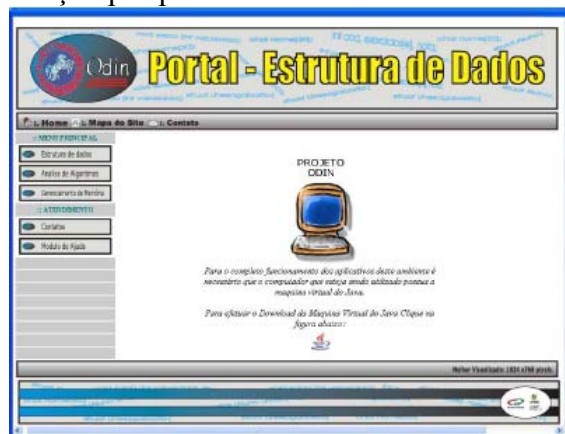 Odin
Portal - Estrutura de Dados
:. Home :. Mapa do Site :. Contato
:: MENU PRINCIPAL
Estrutura de dados
Analise de Algoritmos
Gerenciamento de Memória
:: ATENDIMENTO
Contatos
Modulo de Ajuda
PROJETO
ODIN
Para o completo funcionamento dos aplicativos deste ambiente é
necesário que o computador que esteja sendo utilizado possua a
maquina virtual do Java.
Para efetuar o Download da Maquina Virtual do Java Clique na
figura abaixo:
Melhor Visualizado: 1024 x768 pixels.